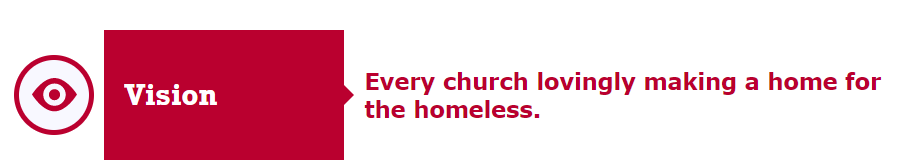 Vision
Every church lovingly making a home for
the homeless.